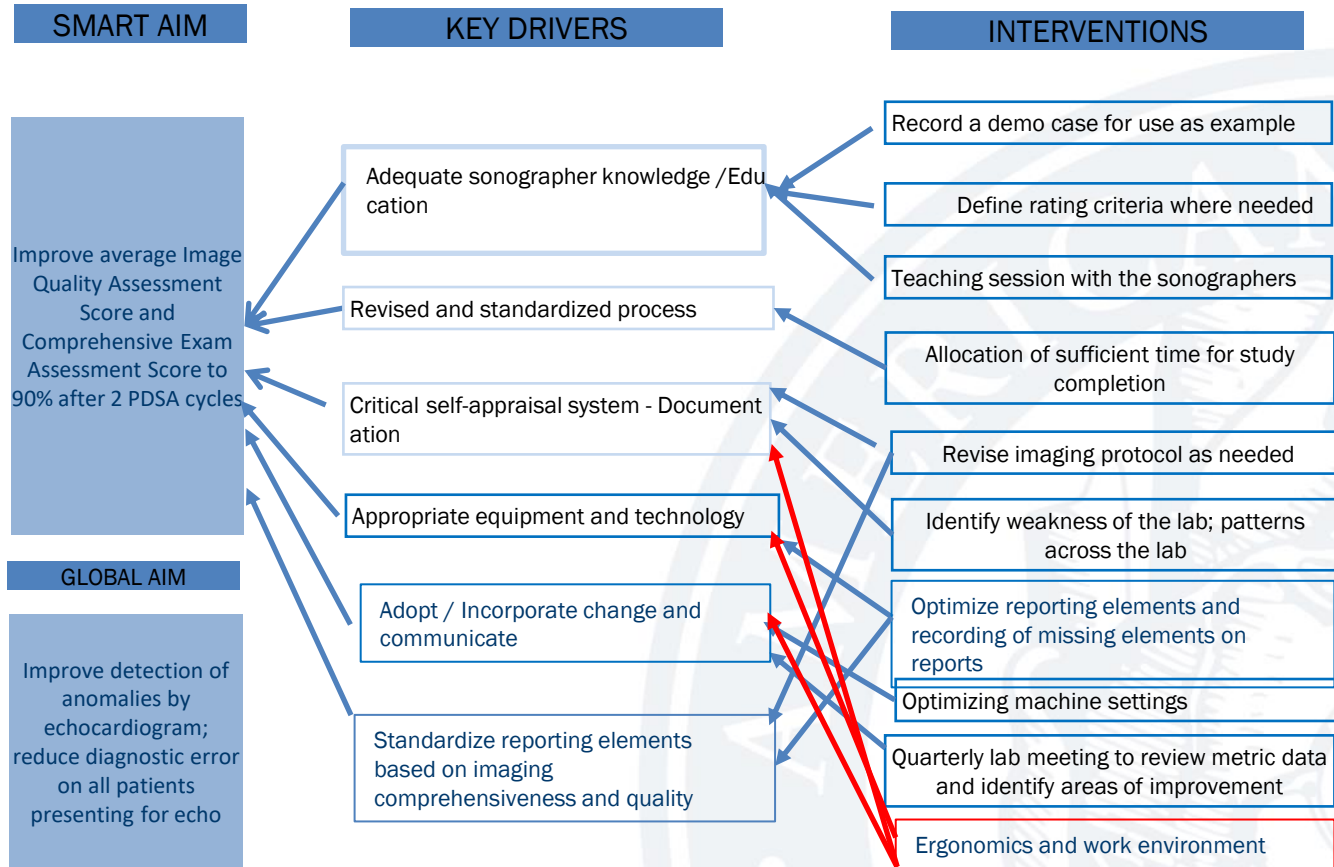 SMART AIM
KEY DRIVERS
INTERVENTIONS
Improve average Image
Quality Assessment
Score and
Comprehensive Exam
Assessment Score to
90% after 2 PDSA cycles
GLOBAL AIM
Improve detection of
anomalies by
echocardiogram;
reduce diagnostic error
on all patients
presenting for echo
Adequate sonographer knowledge /Edu
cation
Revised and standardized process
Critical self-appraisal system - Document
ation
Appropriate equipment and technology
Adopt / Incorporate change and
communicate
Standardize reporting elements
based on imaging
comprehensiveness and quality
Record a demo case for use as example
Define rating criteria where needed
Teaching session with the sonographers
Allocation of sufficient time for study
completion
Revise imaging protocol as needed
Identify weakness of the lab; patterns
across the lab
Optimize reporting elements and
recording of missing elements on
reports
Optimizing machine settings
Quarterly lab meeting to review metric data
and identify areas of improvement
Ergonomics and work environment